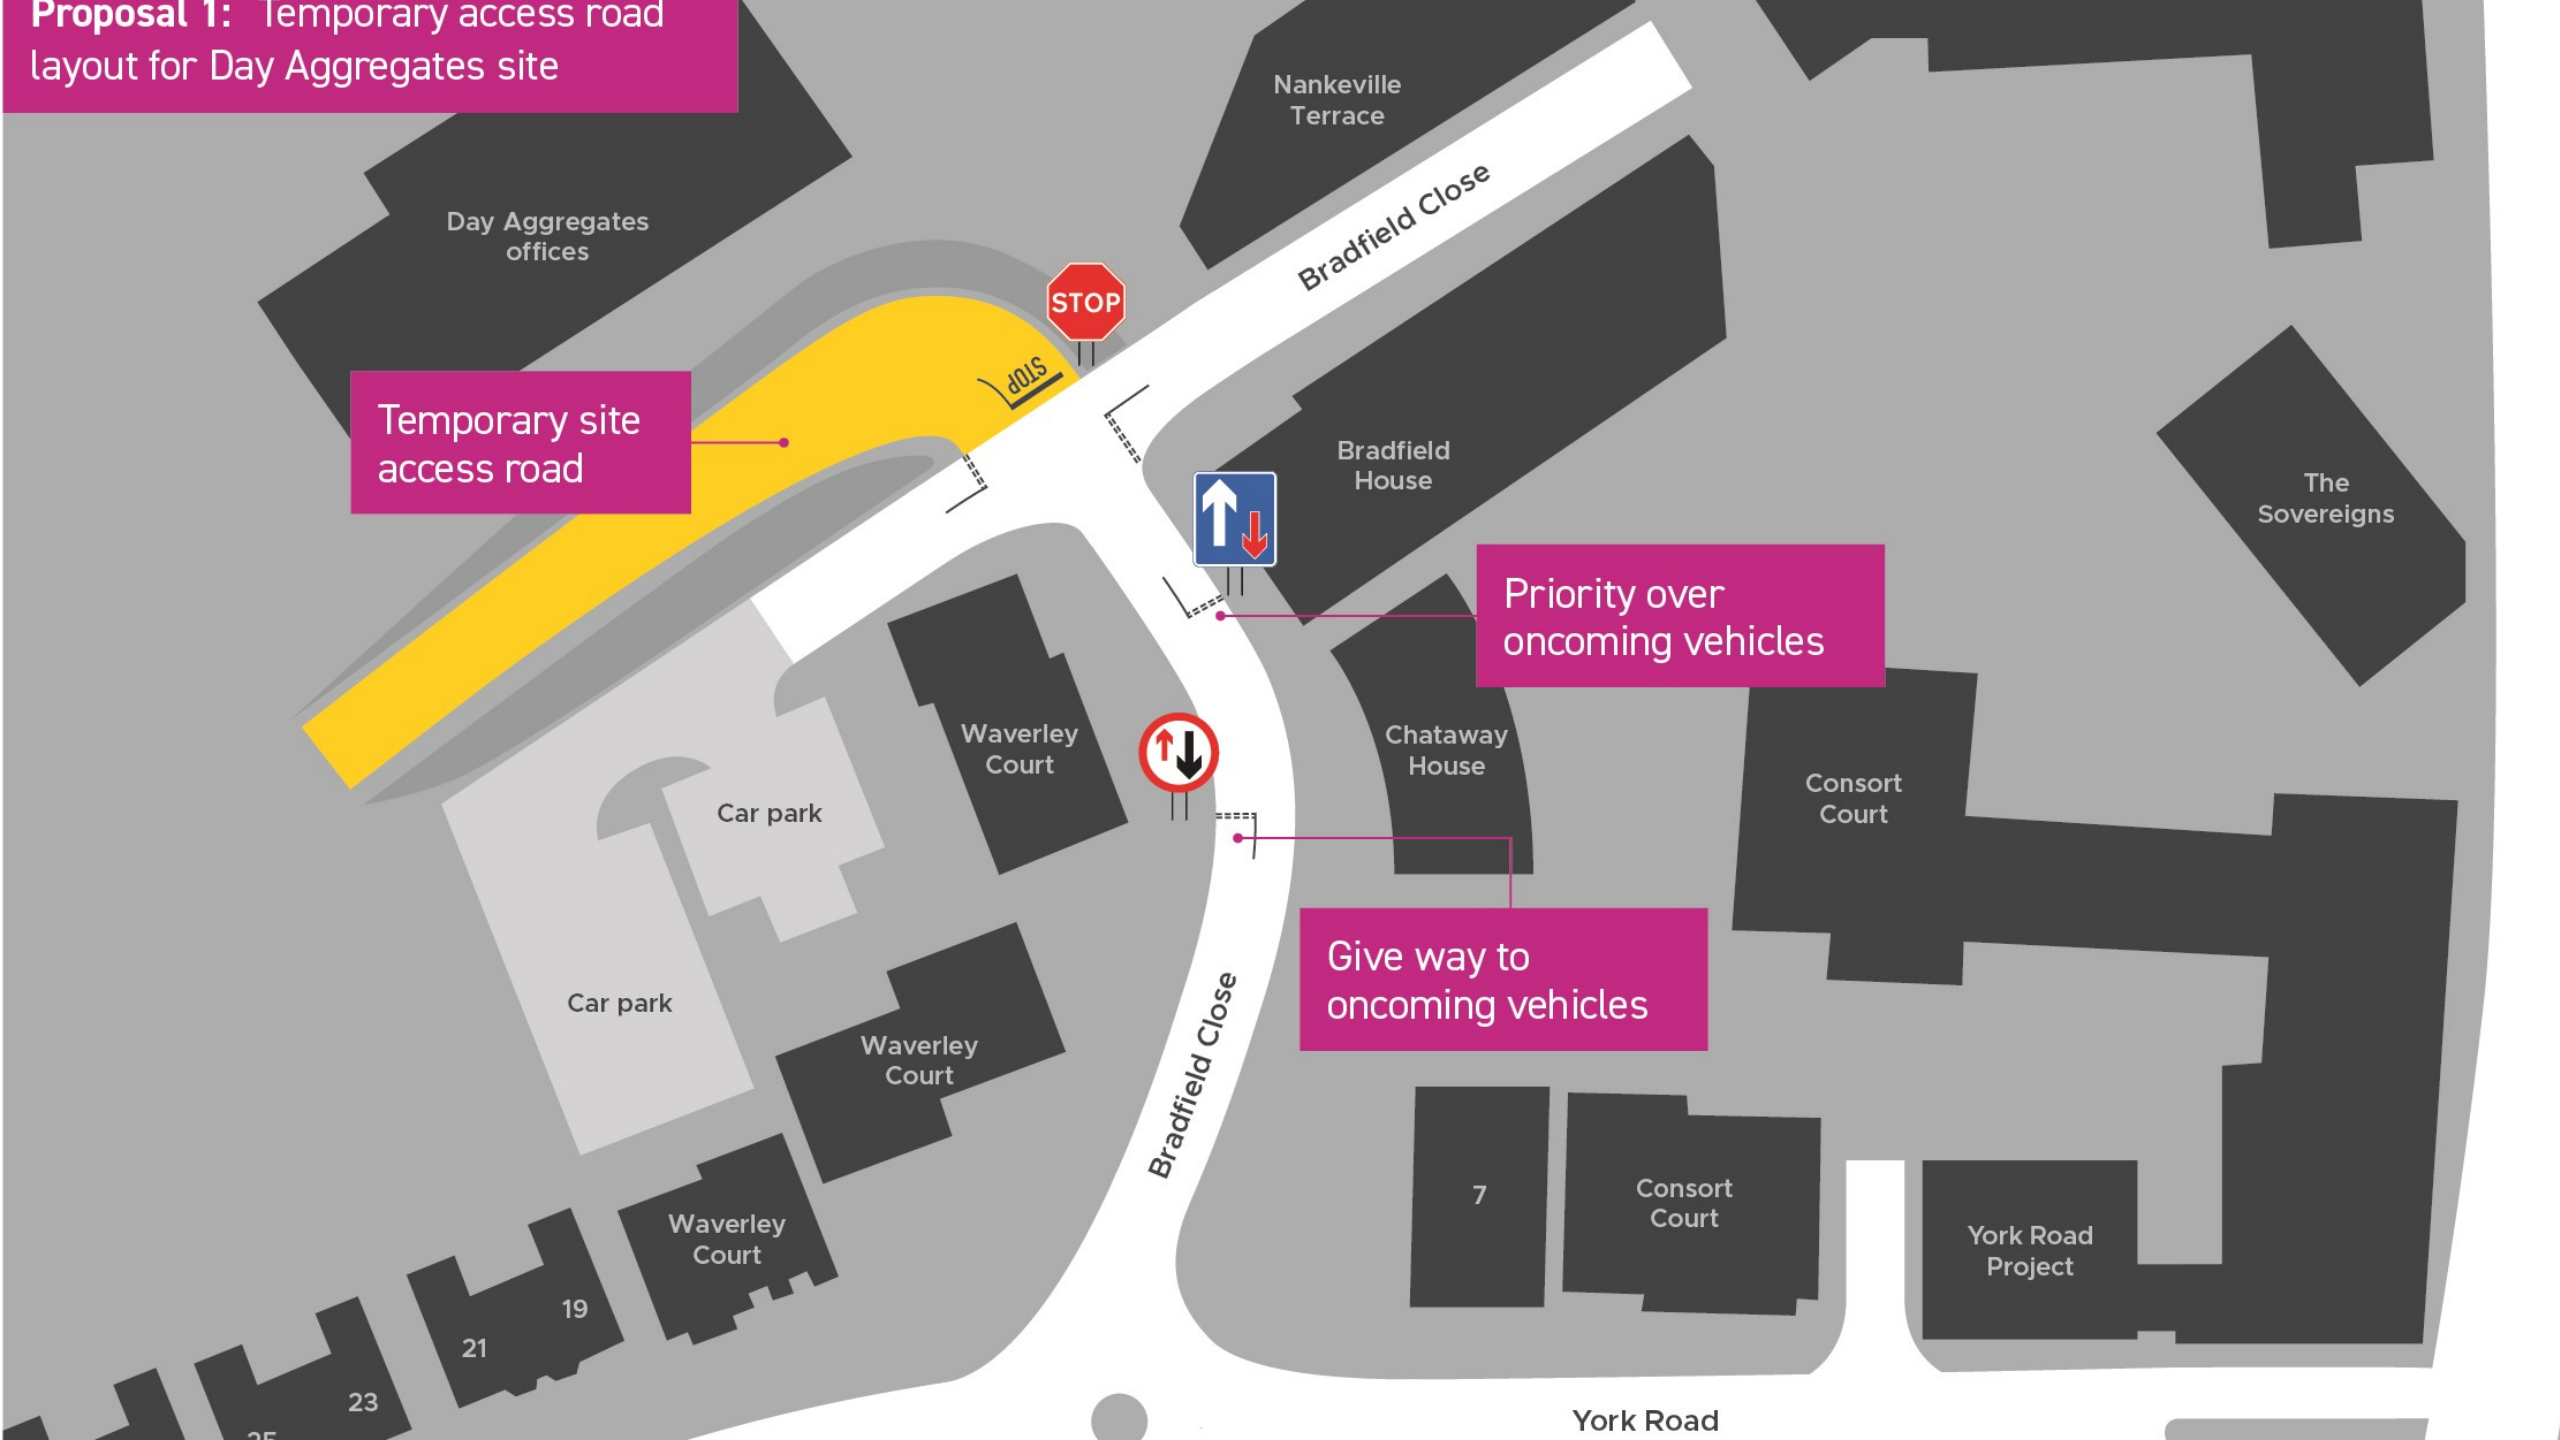 Proposal 1: Temporary access road
layout for Day Aggregates site
Nankeville
Terrace
Day Aggregates
offices
Bradfield Close
STOP
STOP
Temporary site
access road
Bradfield
House
The
Sovereigns
Priority over
oncoming vehicles
Waverley
Court
Chataway
House
Consort
Court
Car park
Give way to
oncoming vehicles
Car park
Waverley
Court
Bradfield Close
7
Consort
Court
York Road
Project
Waverley
Court
19
21
23
25
York Road